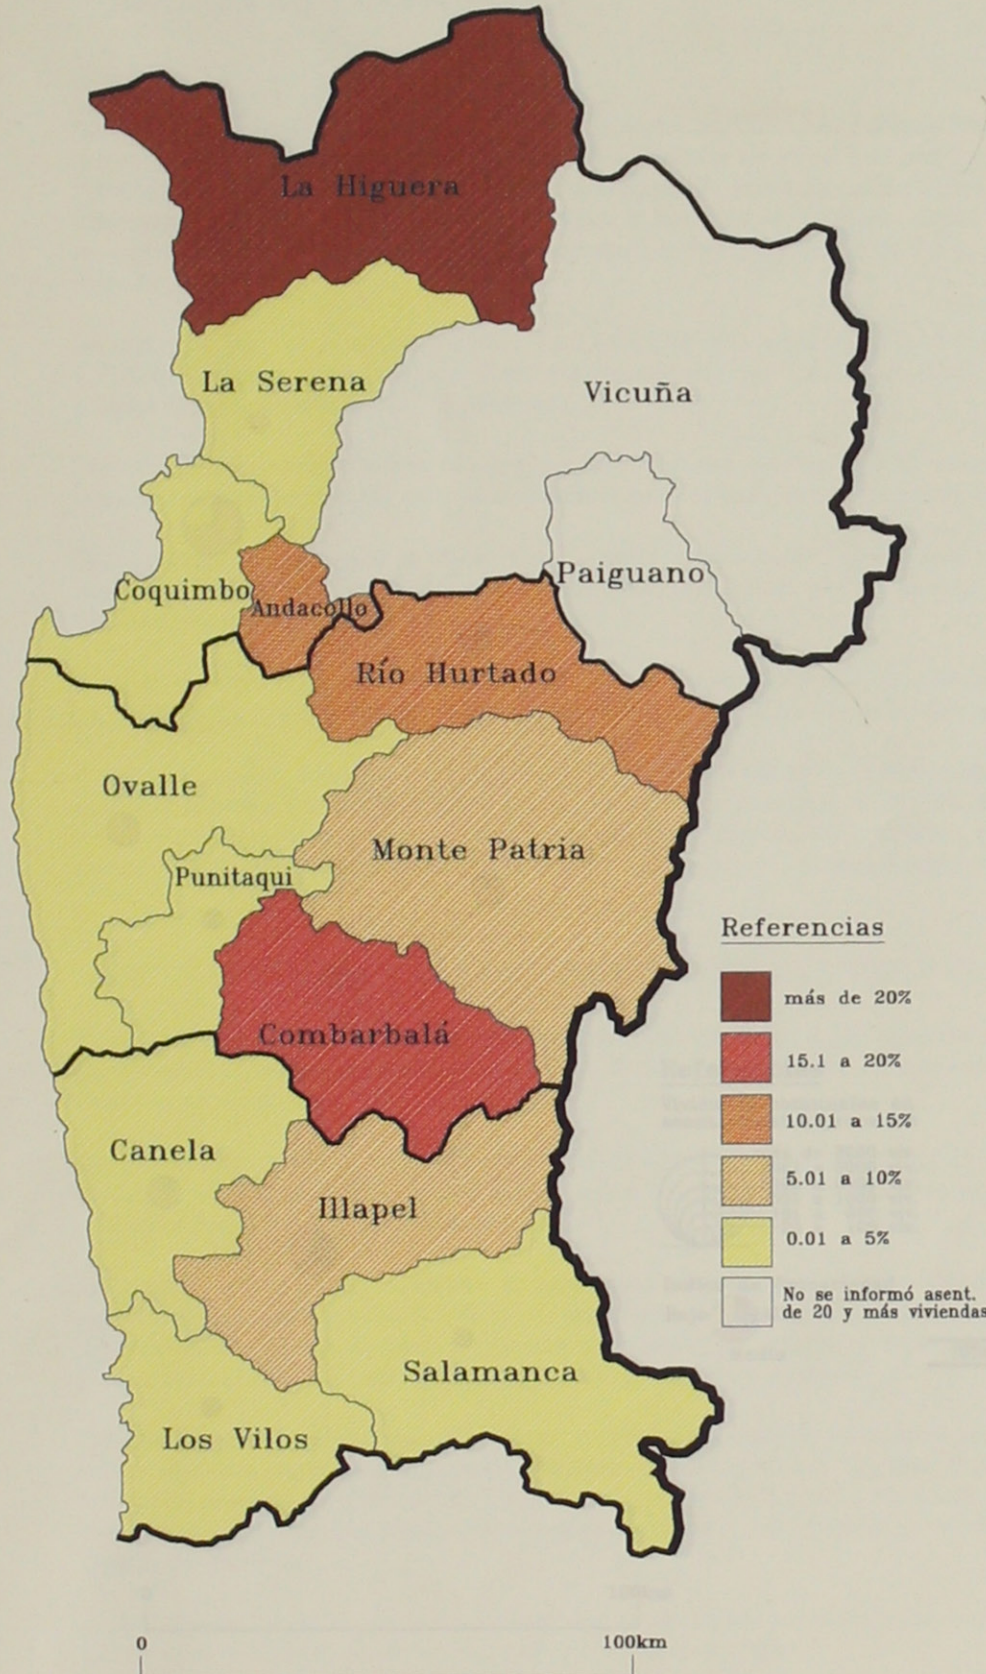 La Higuera
La Serena
Vicuña
Paiguano
Coquimbo
Andacollo
Río Hurtado
Ovalle
Monte Patria
Punitaqui
Combarbalá
Canela
Illapel
Salamanca
Los Vilos
Referencias
más de 20%
15.1 a 20%
10.01 a 15%
5.01 a 10%
0.01 a 5%
No se informó asent.
de 20 y más viviendas
0 100km